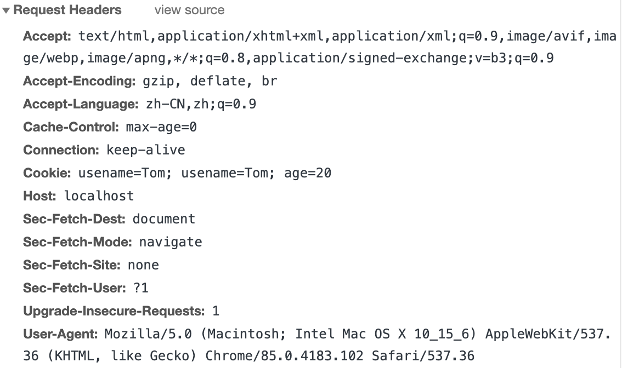 Request Headers view source
Accept: text/html,application/xhtml+xml,application/xml;q=0.9,image/avif,ima
ge/webp,image/apng,*/*;q=0.8,application/signed-exchange;v=b3;q=0.9
Accept-Encoding: gzip, deflate, br
Accept-Language: zh-CN,zh;q=0.9
Cache-Control: max-age=0
Connection: keep-alive
Cookie: usename=Tom; usename=Tom; age=20
Host: localhost
Sec-Fetch-Dest: document
Sec-Fetch-Mode: navigate
Sec-Fetch-Site: none
Sec-Fetch-User: ?1
Upgrade-Insecure-Requests: 1
User-Agent: Mozilla/5.0 (Macintosh; Intel Mac OS X 10_15_6) AppleWebKit/537.
36 (KHTML, like Gecko) Chrome/85.0.4183.102 Safari/537.36